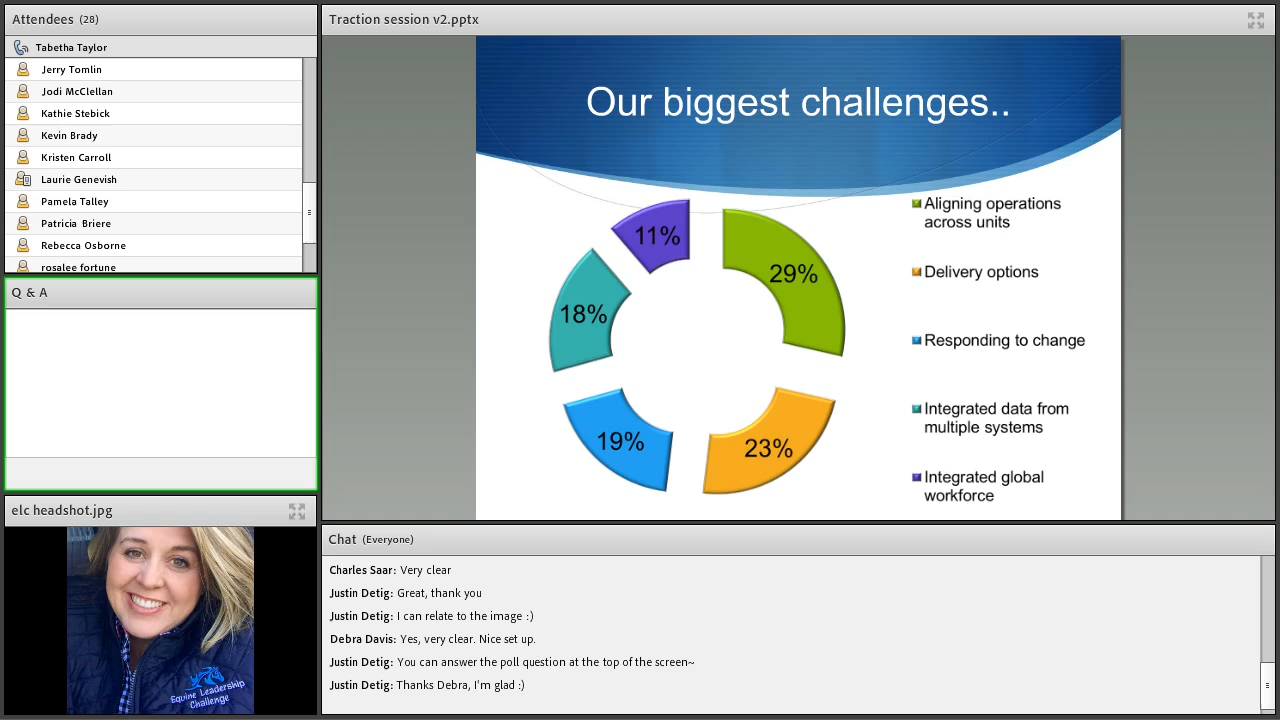 Attendees (28)
Tabetha Taylor
Jerry Tomlin
Jodi McClellan
Kathie Stebick
Kevin Brady
Kristen Carroll
Laurie Genevish
Pamela Talley
Patricia Briere
Rebecca Osborne
rosalee fortune
Q & A
elc headshot.jpg
Equine Leadership
Challenge
Traction session v2.pptx
Our biggest challenges..
11%
29%
18%
19%
23%
Aligning operations
across units
Delivery options
Responding to change
Integrated data from
multiple systems
Integrated global
workforce
Chat (Everyone)
Charles Saar: Very clear
Justin Detig: Great, thank you
Justin Detig: I can relate to the image :)
Debra Davis: Yes, very clear. Nice set up.
Justin Detig: You can answer the poll question at the top of the screen~
Justin Detig: Thanks Debra, I'm glad :)